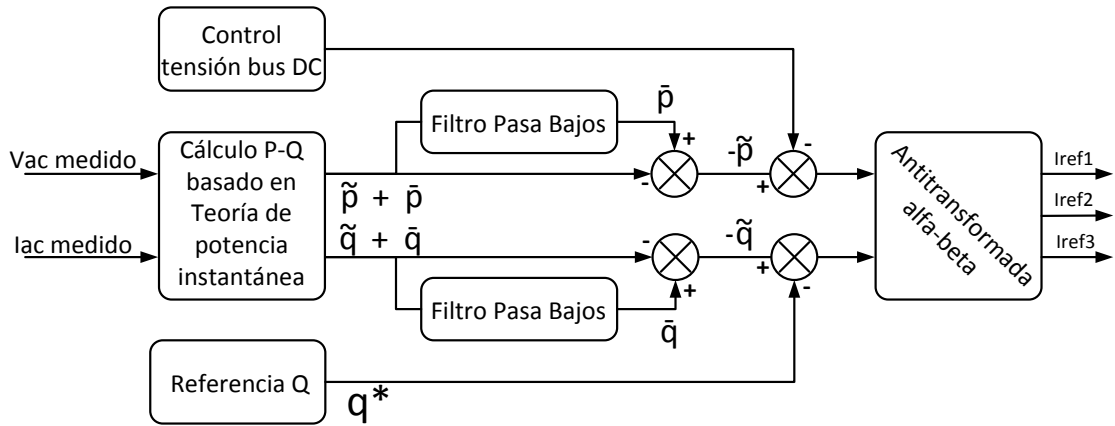 Control
tensión bus DC
Filtro Pasa Bajos
p̄
+
-
-p̃
-
+
Vac medido
Iac medido
Cálculo P-Q
basado en
Teoría de
potencia
instantánea
p̃ + p̄
q̃ + q̄
-
+
-q̃
+
-
Filtro Pasa Bajos
q̄
Antitransformada
alfa-beta
Iref1
Iref2
Iref3
Referencia Q
q*